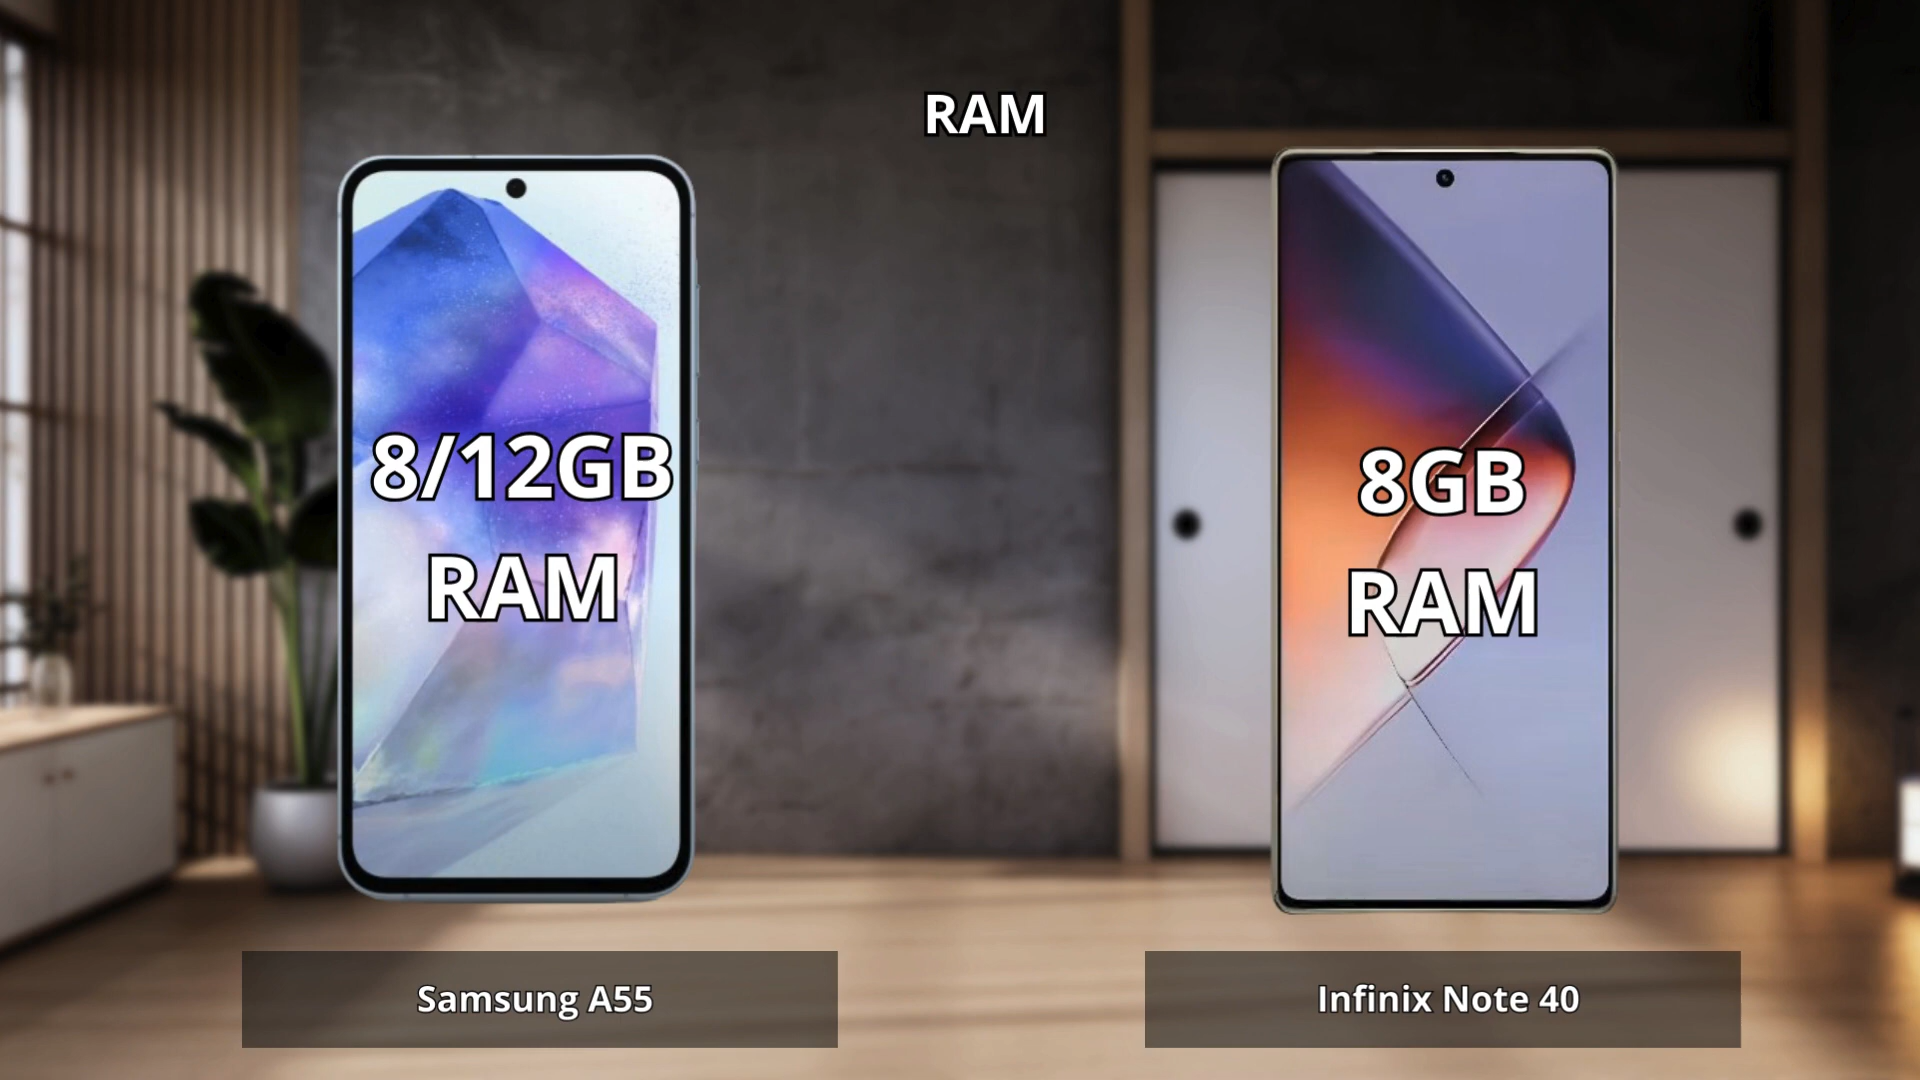 RAM
8/12GB
RAM
8GB
RAM
Samsung A55
Infinix Note 40